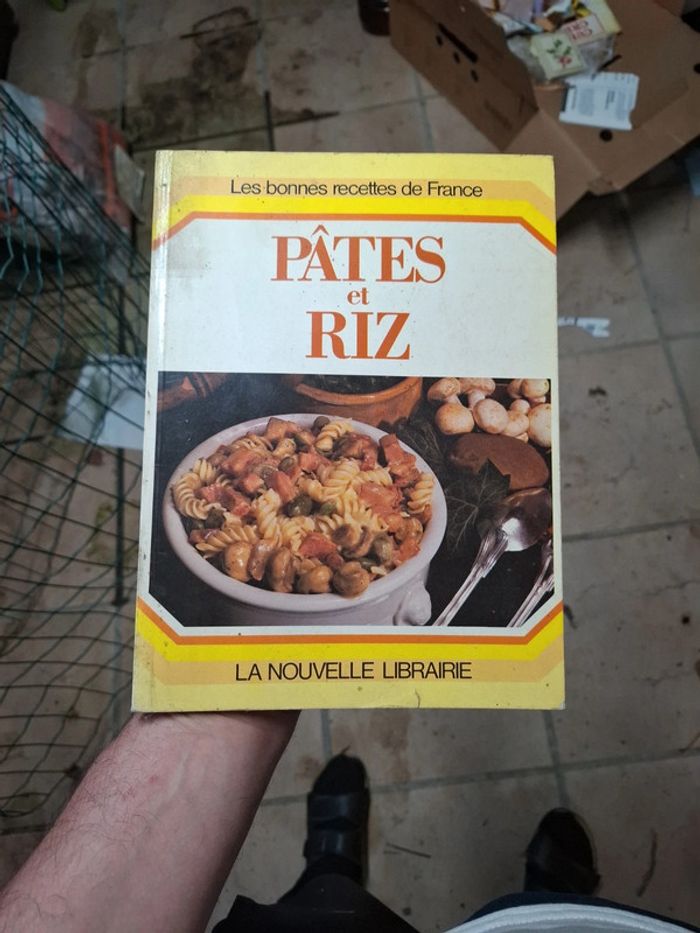 Les bonnes recettes de France
PÂTES
et
RIZ
LA NOUVELLE LIBRAIRIE